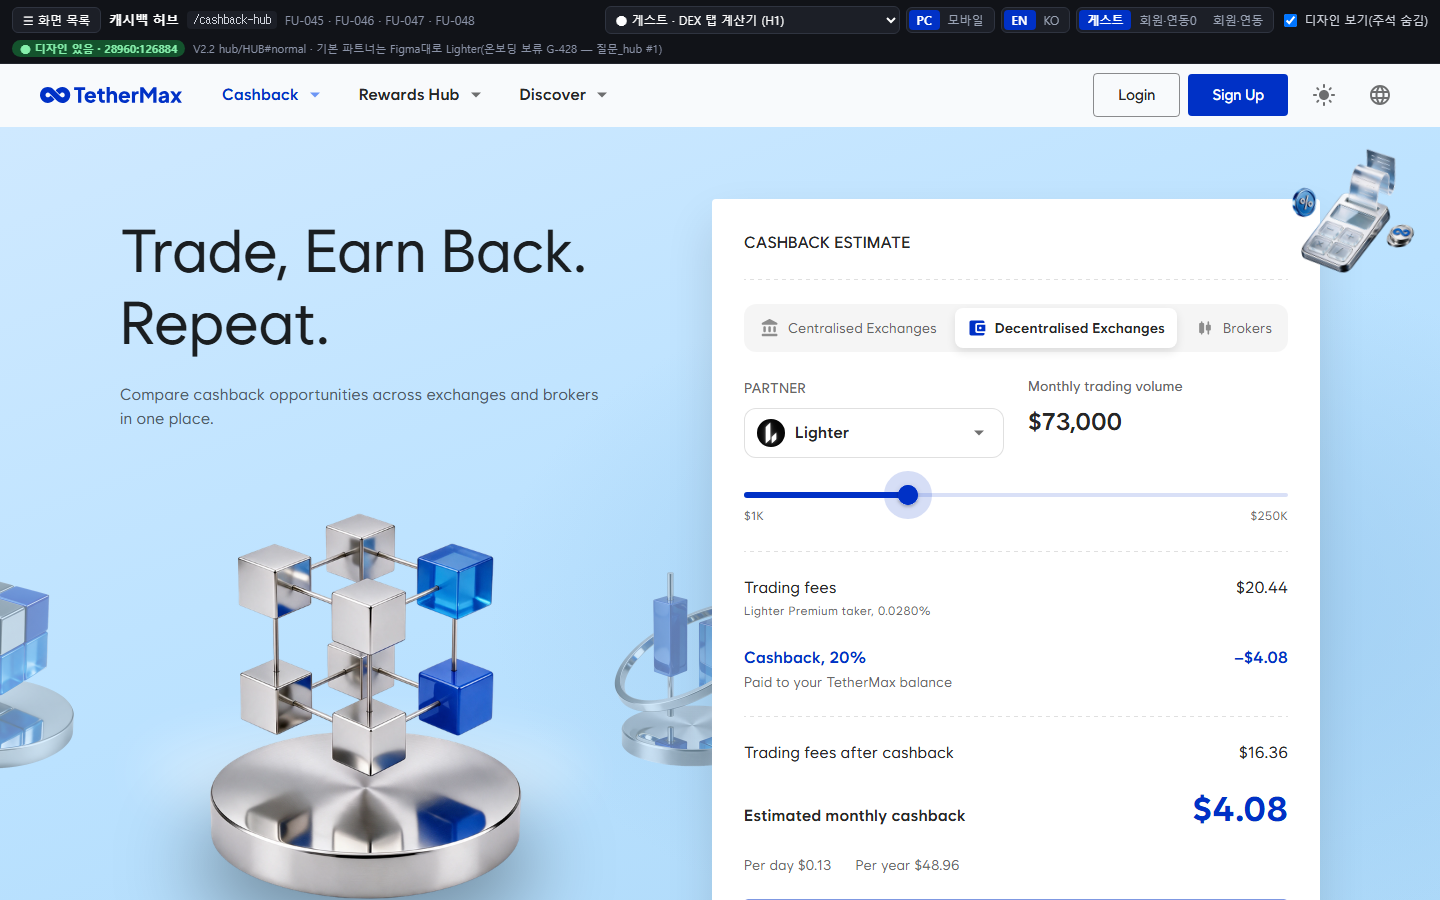 ☰ 화면 목록 캐시백 허브 /cashback-hub FU-045 · FU-046 · FU-047 · FU-048 ● 게스트 · DEX 탭 계산기 (H1) PC 모바일 EN KO 게스트 회원·연동0 회원·연동 디자인 보기(주석 숨김)
● 디자인 있음 · 28960:126884 V2.2 hub/HUB#normal · 기본 파트너는 Figma대로 Lighter(온보딩 보류 G-428 — 질문_hub #1)
TetherMax Cashback Rewards Hub Discover Login Sign Up
Trade, Earn Back.
Repeat.
Compare cashback opportunities across exchanges and brokers
in one place.
CASHBACK ESTIMATE
Centralised Exchanges Decentralised Exchanges Brokers
PARTNER Monthly trading volume
Lighter $73,000
$1K $250K
Trading fees $20.44
Lighter Premium taker, 0.0280%
Cashback, 20% –$4.08
Paid to your TetherMax balance
Trading fees after cashback $16.36
Estimated monthly cashback $4.08
Per day $0.13 Per year $48.96